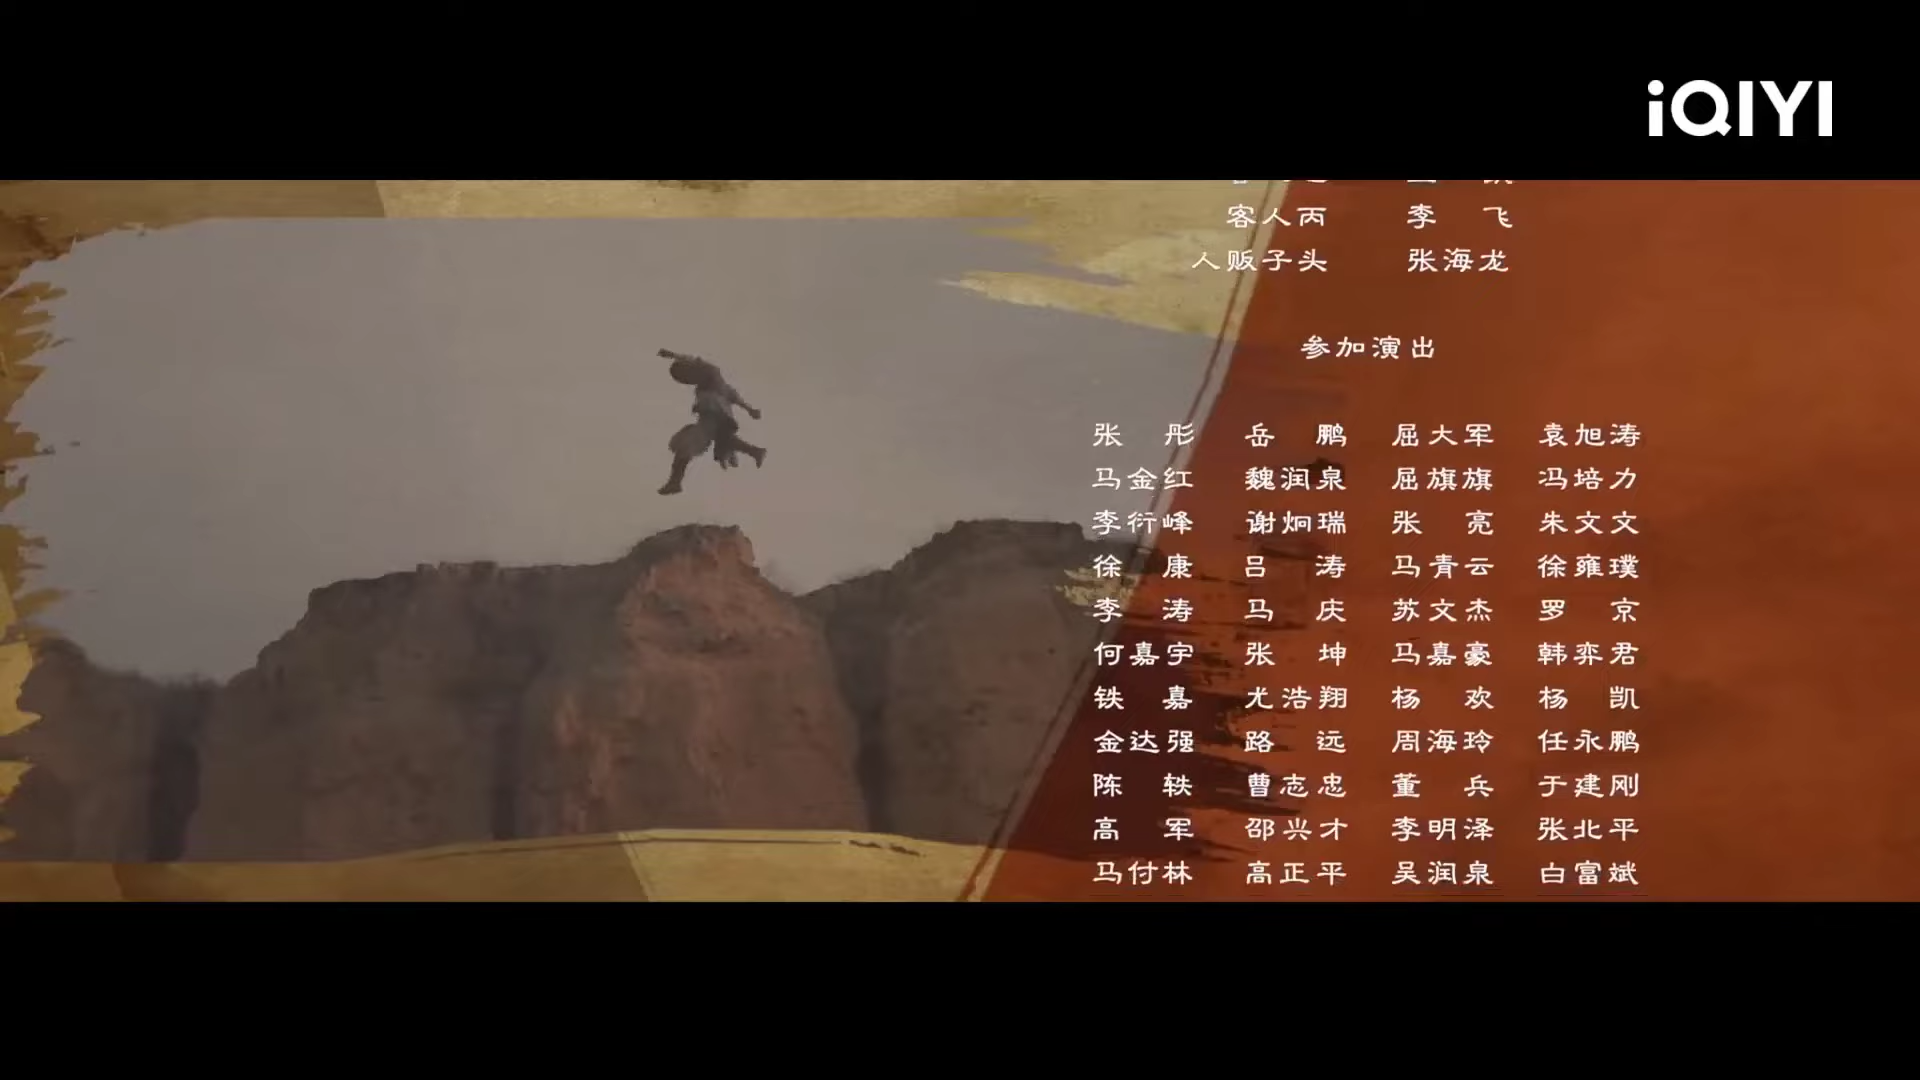 iQIYI
客人丙 李飞
人贩子头 张海龙
参加演出
张彤 岳鹏 屈大军 袁旭涛
马金红 魏润泉 屈旗旗 冯培力
李衍峰 谢炯瑞 张亮 朱文文
徐康 吕涛 马青云 徐雍璞
李涛 马庆 苏文杰 罗京
何嘉宇 张坤 马嘉豪 韩弈君
铁嘉 尤浩翔 杨欢 杨凯
金达强 路远 周海玲 任永鹏
陈轶 曹志忠 董兵 于建刚
高军 邵兴才 李明泽 张北平
马付林 高正平 吴润泉 白富斌